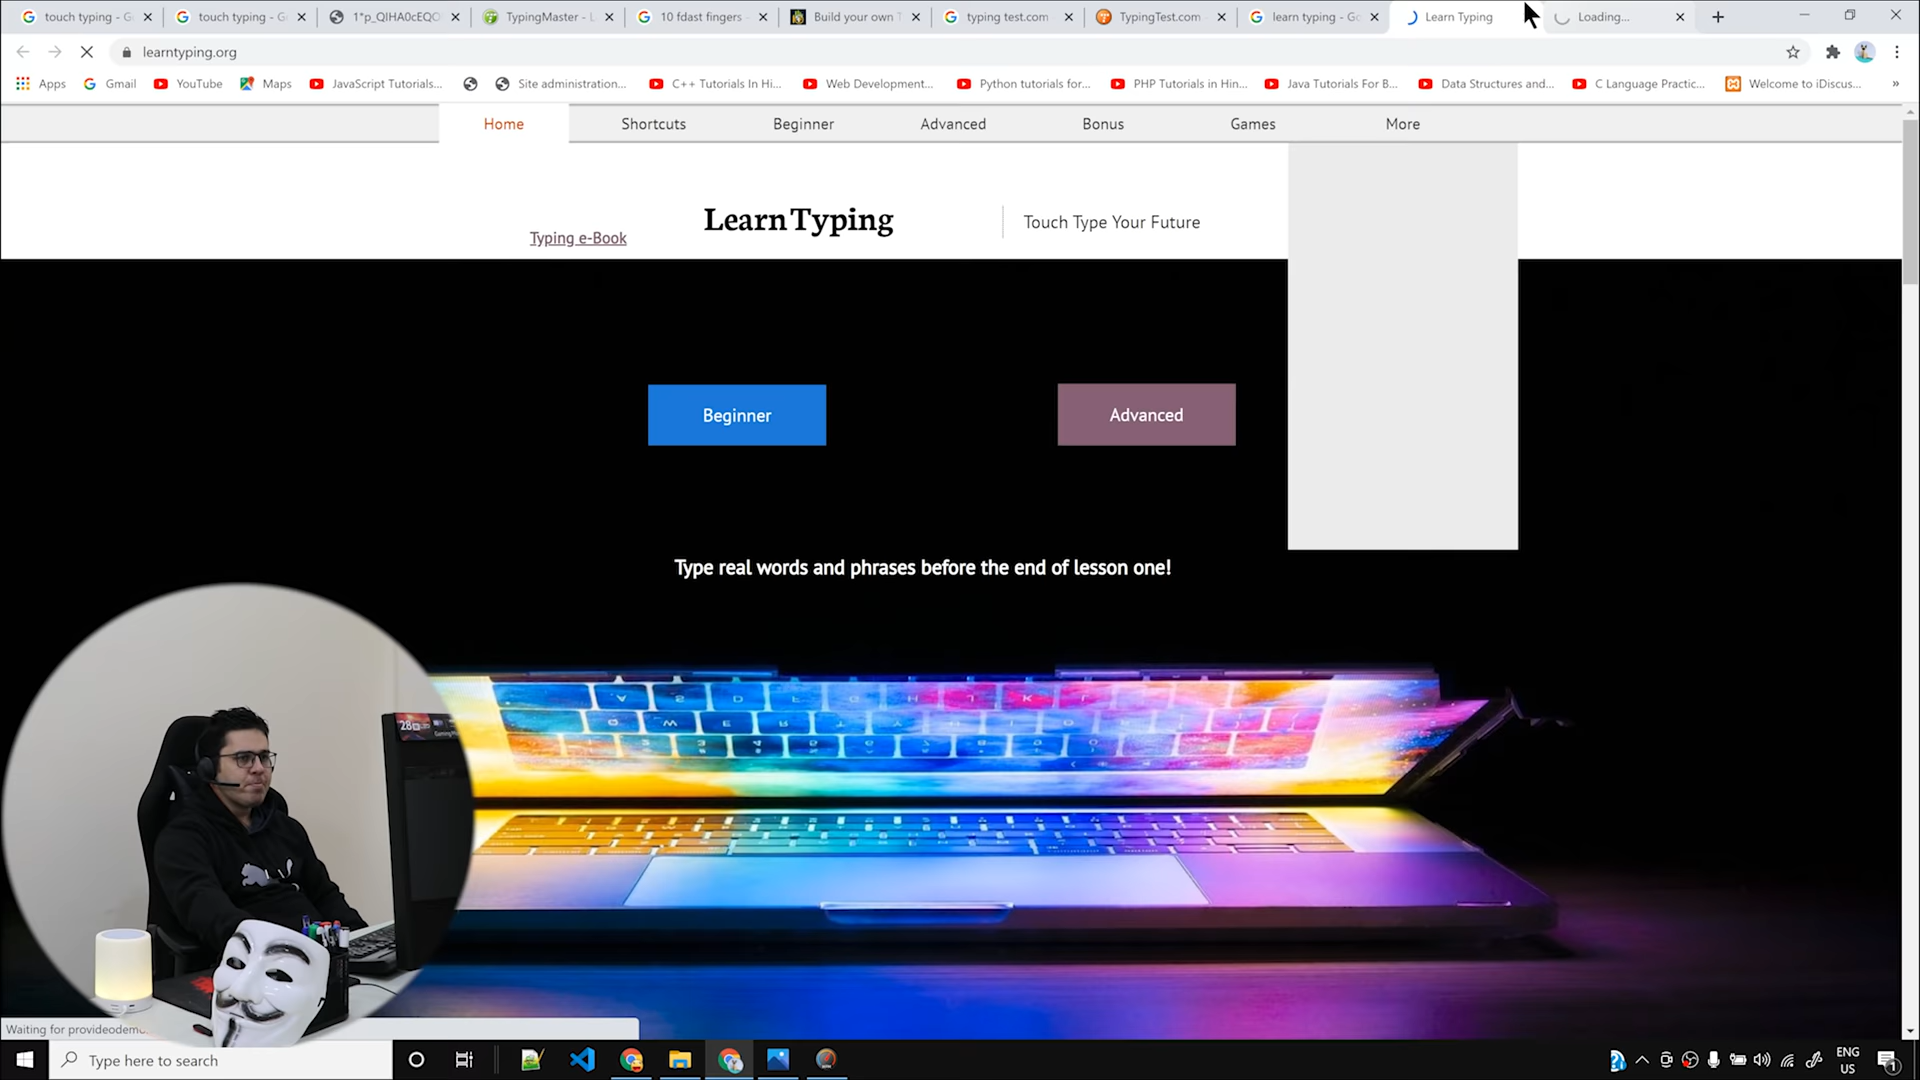 touch typing - G
touch typing - G
1*p_QIHA0cEQO
TypingMaster - L
10 fdast fingers -
Build your own T
typing test.com
TypingTest.com
learn typing - Go
Learn Typing
Loading...
learntyping.org
Apps
Gmail
YouTube
Maps
JavaScript Tutorials...
Site administration...
C++ Tutorials In Hi...
Web Development...
Python tutorials for...
PHP Tutorials in Hin...
Java Tutorials For B...
Data Structures and...
C Language Practic...
Welcome to iDiscus...
»
Home
Shortcuts
Beginner
Advanced
Bonus
Games
More
Typing e-Book
Learn Typing
Touch Type Your Future
Beginner
Advanced
Type real words and phrases before the end of lesson one!
28
Waiting for provideodemo
Type here to search
ENG
US